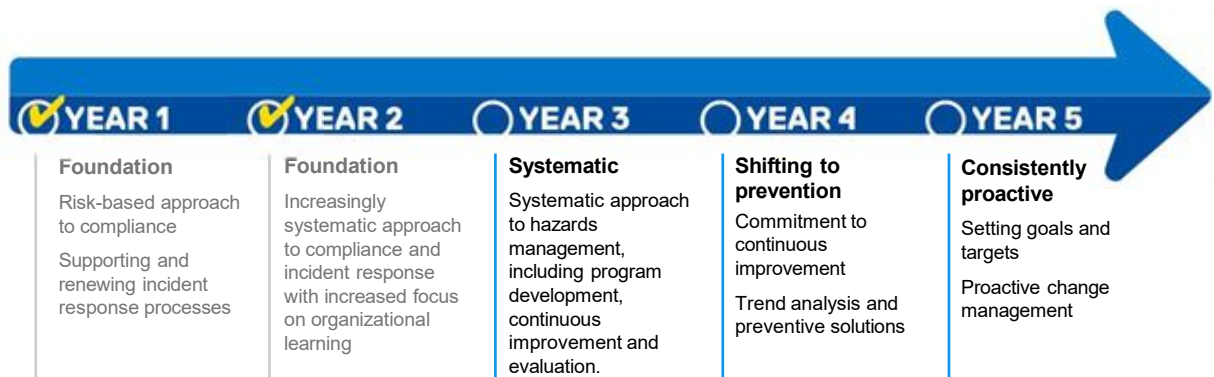 YEAR 1
YEAR 2
YEAR 3
YEAR 4
YEAR 5
Foundation
Risk-based approach
to compliance
Supporting and
renewing incident
response processes
Foundation
Increasingly
systematic approach
to compliance and
incident response
with increased focus
on organizational
learning
Systematic
Systematic approach
to hazards
management,
including program
development,
continuous
improvement and
evaluation.
Shifting to
prevention
Commitment to
continuous
improvement
Trend analysis and
preventive solutions
Consistently
proactive
Setting goals and
targets
Proactive change
management